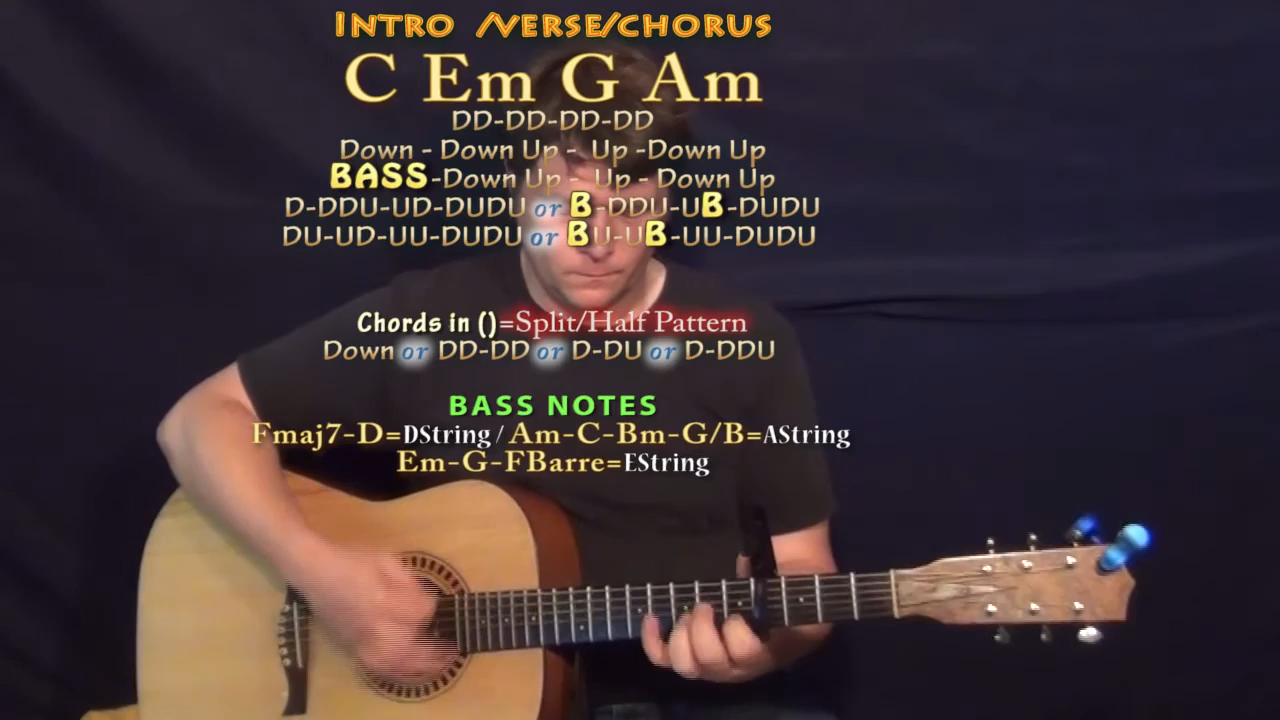 INTRO /VERSE/CHORUS
C Em G Am
DD-DD-DD-DD
Down - Down Up - Up -Down Up
BASS-Down Up - Up - Down Up
D-DDU-UD-DUDU or B-DDU-UB-DUDU
DU-UD-UU-DUDU or BU-UB-UU-DUDU
Chords in ()=Split/Half Pattern
Down or DD-DD or D-DU or D-DDU
BASS NOTES
Fmaj7-D=DString / Am-C-Bm-G/B=AString
Em-G-FBarre=EString